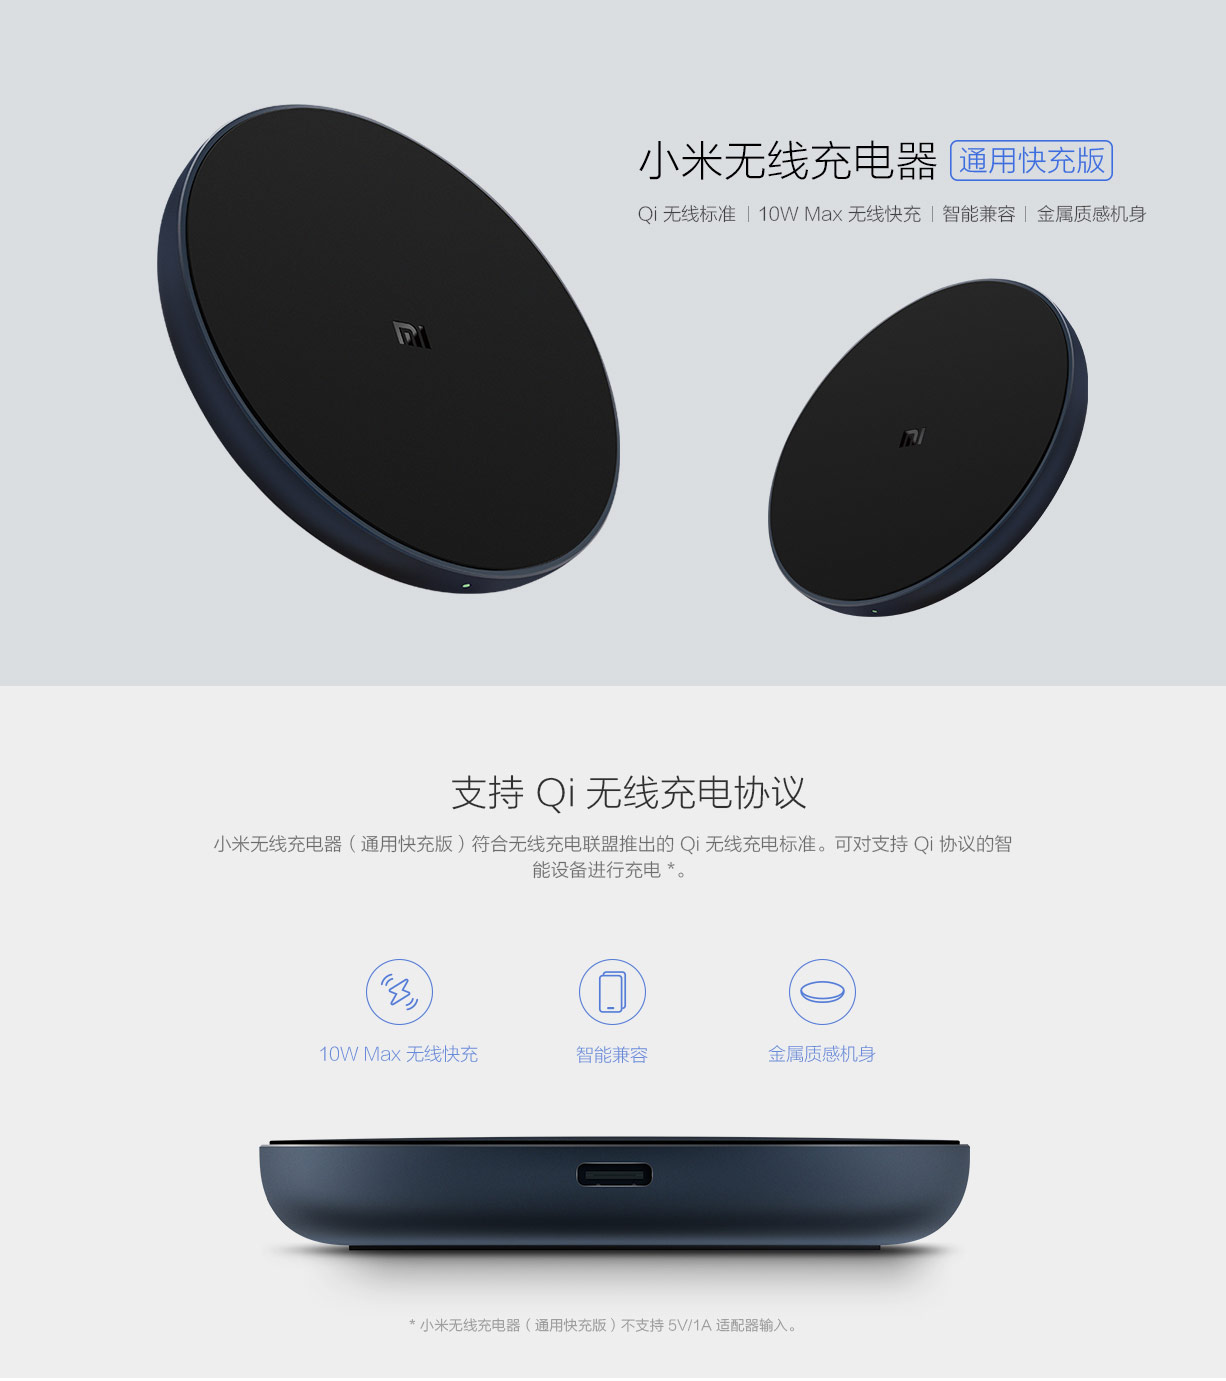 小米无线充电器 通用快充版
Qi 无线标准 | 10W Max 无线快充 | 智能兼容 | 金属质感机身
支持 Qi 无线充电协议
小米无线充电器（通用快充版）符合无线充电联盟推出的 Qi 无线充电标准。可对支持 Qi 协议的智
能设备进行充电 *。
10W Max 无线快充
智能兼容
金属质感机身
* 小米无线充电器（通用快充版）不支持 5V/1A 适配器输入。